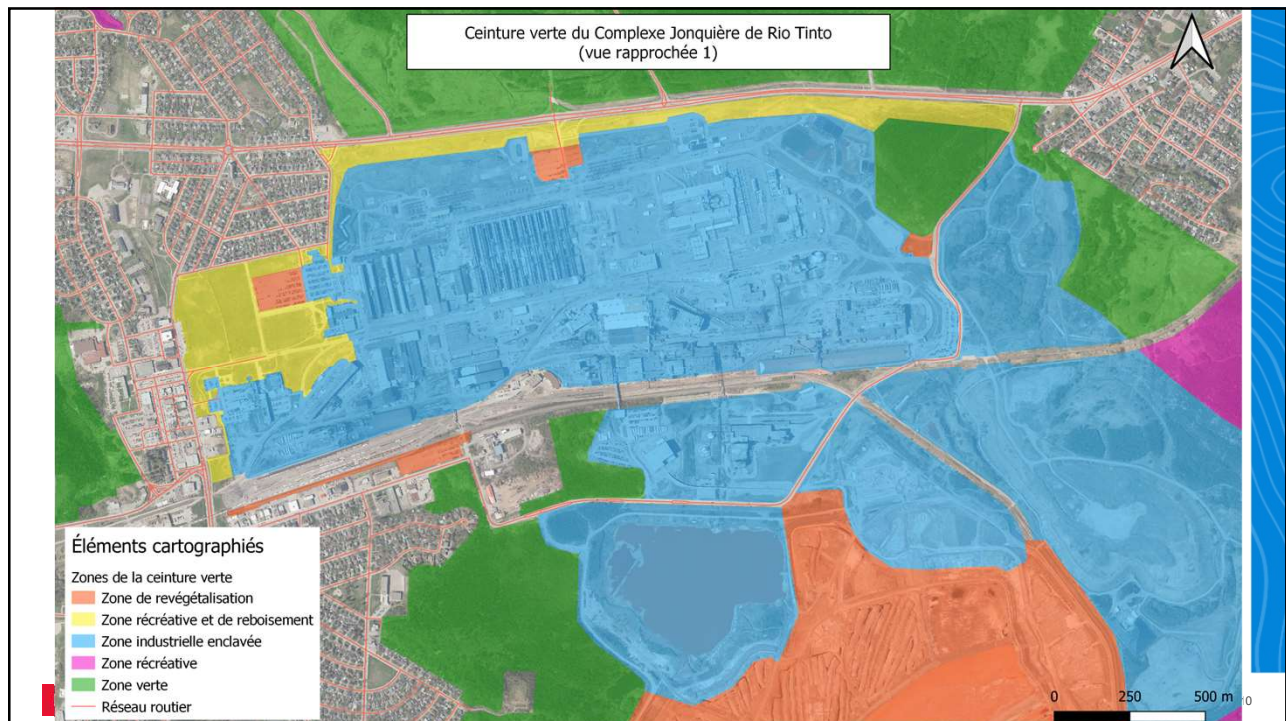 Ceinture verte du Complexe Jonquière de Rio Tinto
(vue rapprochée 1)
Éléments cartographiés
Zones de la ceinture verte
Zone de revégétalisation
Zone récréative et de reboisement
Zone industrielle enclavée
Zone récréative
Zone verte
Réseau routier
0 250 500 m
10